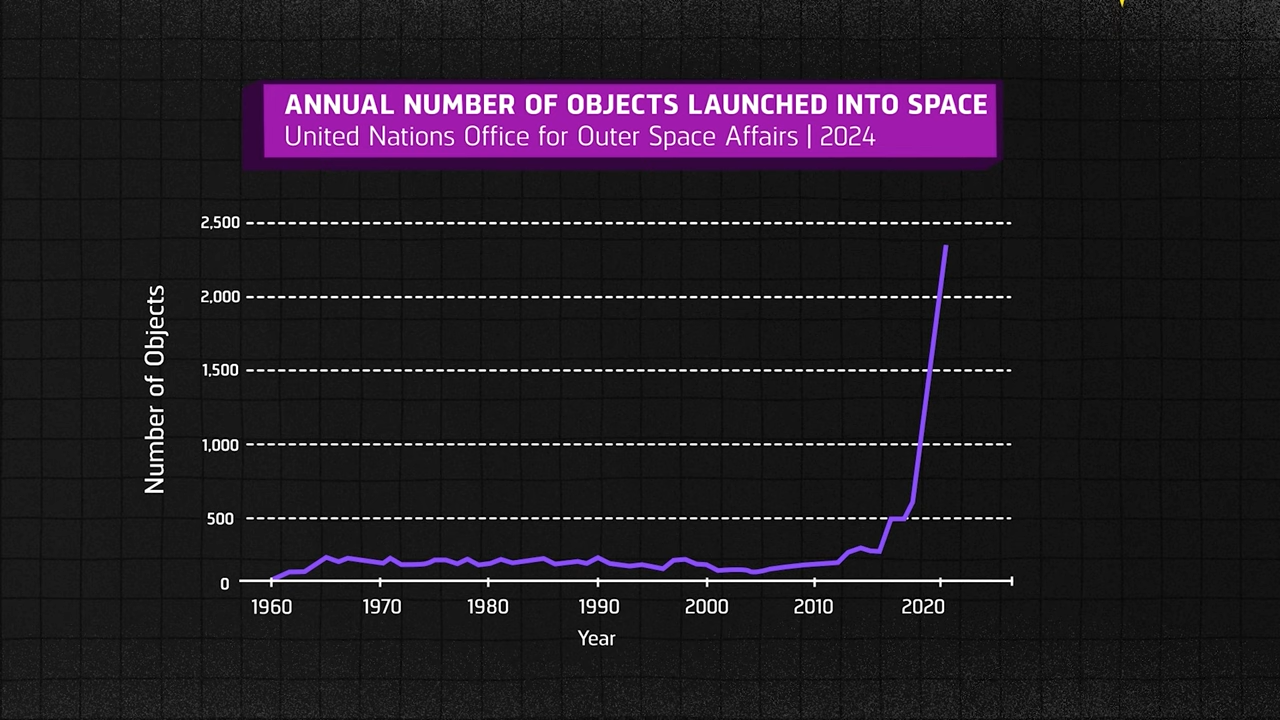 ANNUAL NUMBER OF OBJECTS LAUNCHED INTO SPACE
United Nations Office for Outer Space Affairs | 2024
Number of Objects
2,500
2,000
1,500
1,000
500
0
1960 1970 1980 1990 2000 2010 2020
Year